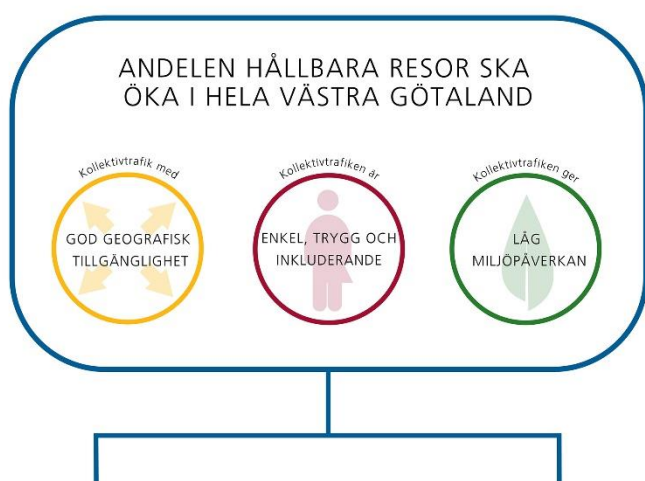 ANDELEN HÅLLBARA RESOR SKA
ÖKA I HELA VÄSTRA GÖTALAND
Kollektivtrafik med
GOD GEOGRAFISK
TILLGÄNGLIGHET
Kollektivtrafiken är
ENKEL, TRYGG OCH
INKLUDERANDE
Kollektivtrafiken ger
LÅG
MILJÖPÅVERKAN